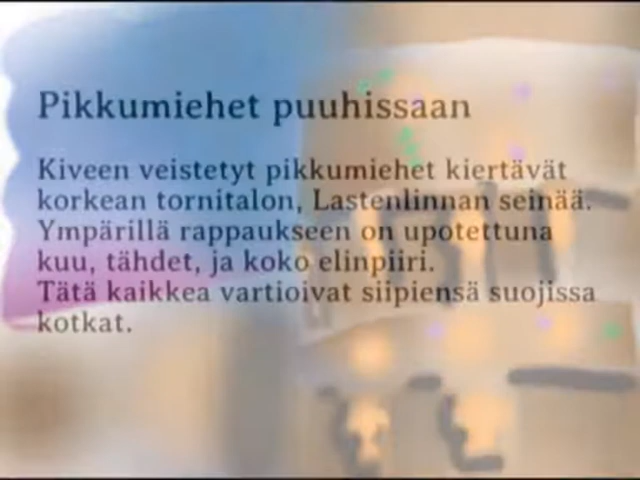 Pikkumiehet puuhissaan
Kiveen veistetyt pikkumiehet kiertävät
korkean tornitalon, Lastenlinnan seinää.
Ympärillä rappaukseen on upotettuna
kuu, tähdet, ja koko elinpiiri.
Tätä kaikkea vartioivat siipiensä suojissa
kotkat.